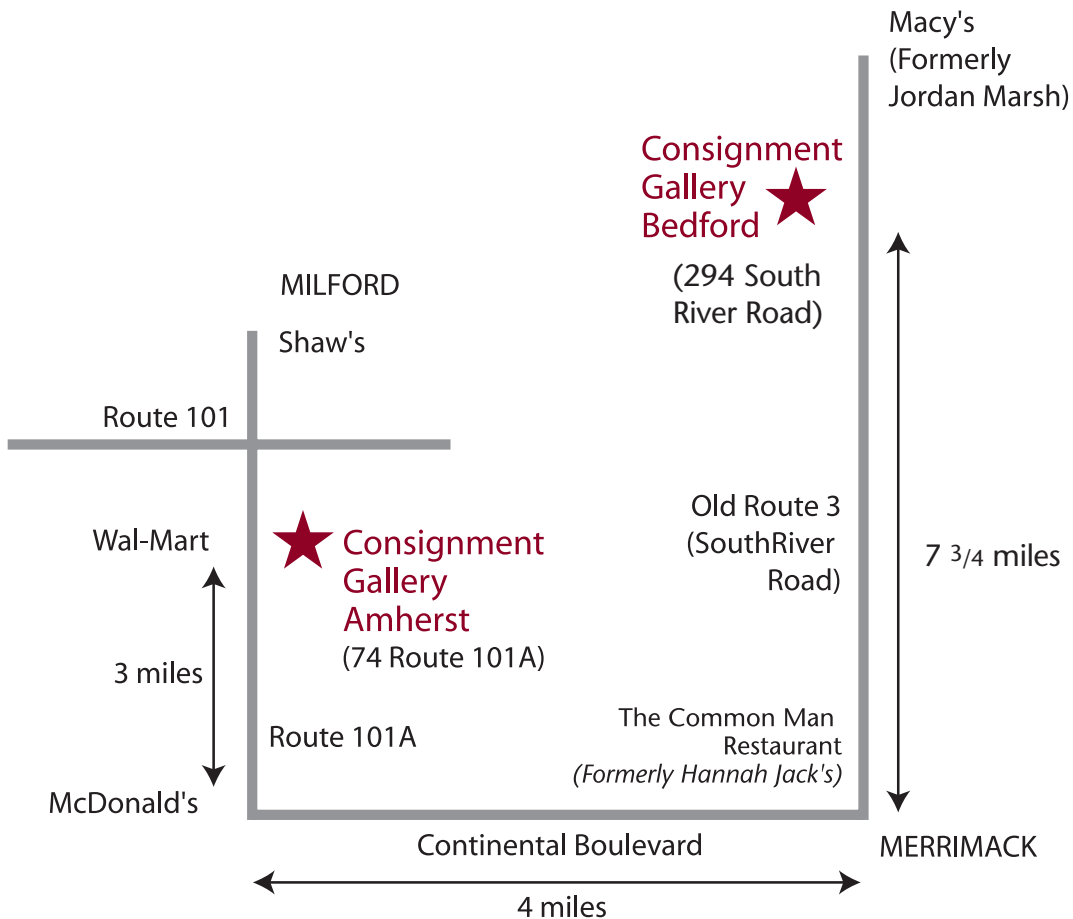 Macy's
(Formerly
Jordan Marsh)
Consignment
Gallery
Bedford
(294 South
River Road)
MILFORD
Shaw's
Route 101
Wal-Mart
Consignment
Gallery
Amherst
(74 Route 101A)
Old Route 3
(SouthRiver
Road)
7 3/4 miles
3 miles
Route 101A
The Common Man
Restaurant
(Formerly Hannah Jack's)
McDonald's
Continental Boulevard
MERRIMACK
4 miles